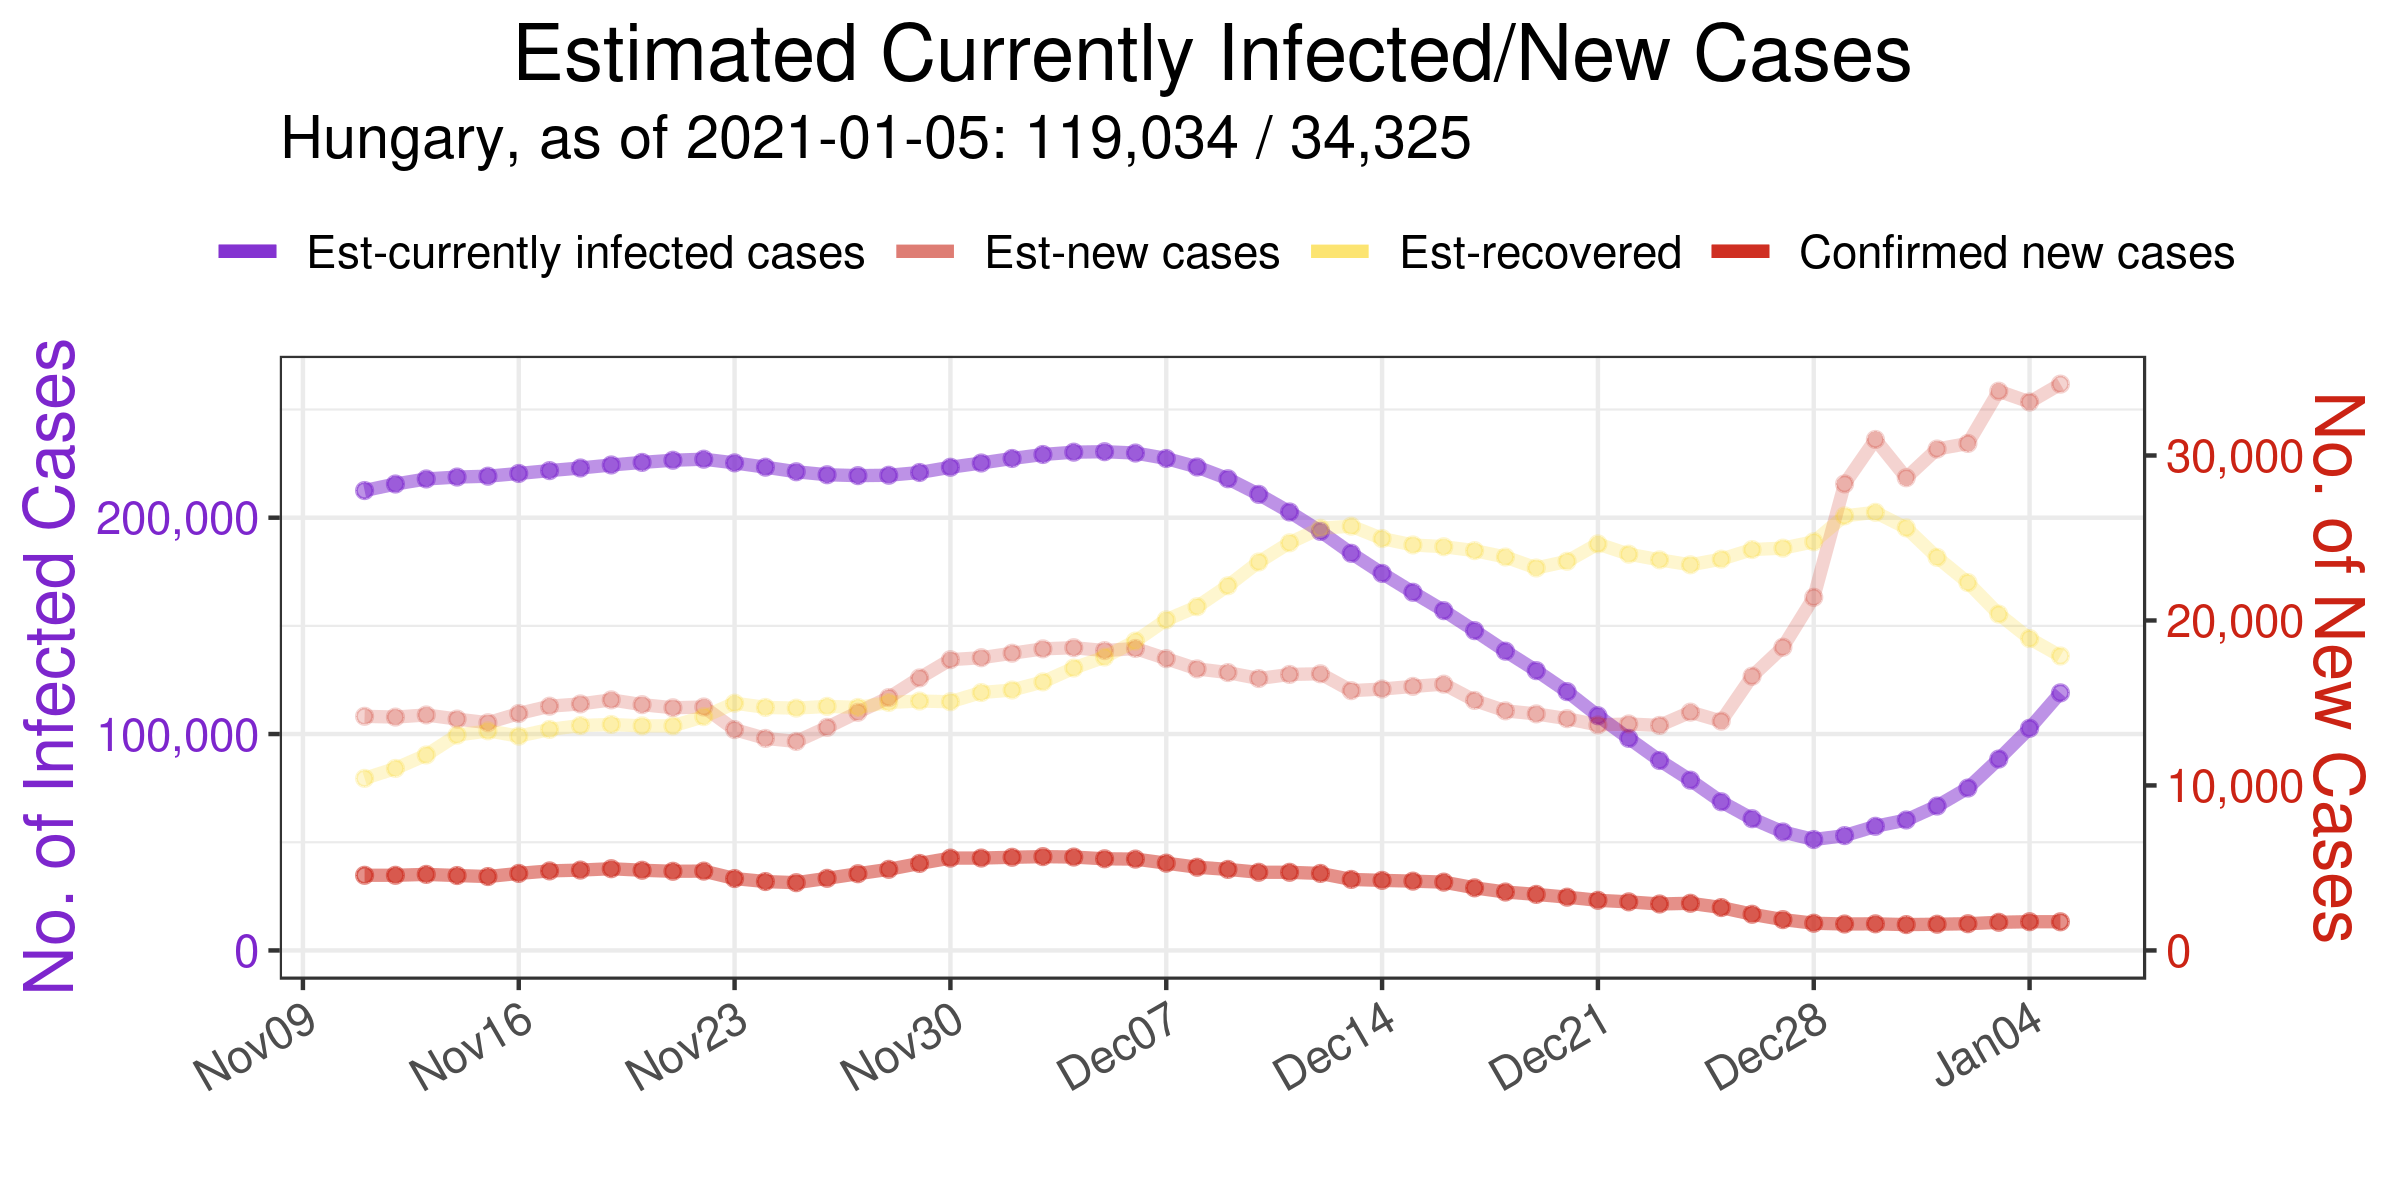 Estimated Currently Infected/New Cases
Hungary, as of 2021-01-05: 119,034 / 34,325
Est-currently infected cases Est-new cases Est-recovered Confirmed new cases
No. of Infected Cases
200,000
100,000
0
30,000
20,000
10,000
0
No. of New Cases
Nov09 Nov16 Nov23 Nov30 Dec07 Dec14 Dec21 Dec28 Jan04